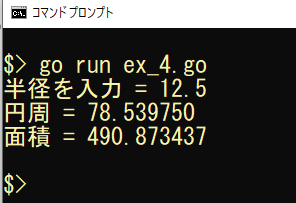 コマンド プロンプト
$> go run ex_4.go
半径を入力 = 12.5
円周 = 78.539750
面積 = 490.873437
$>